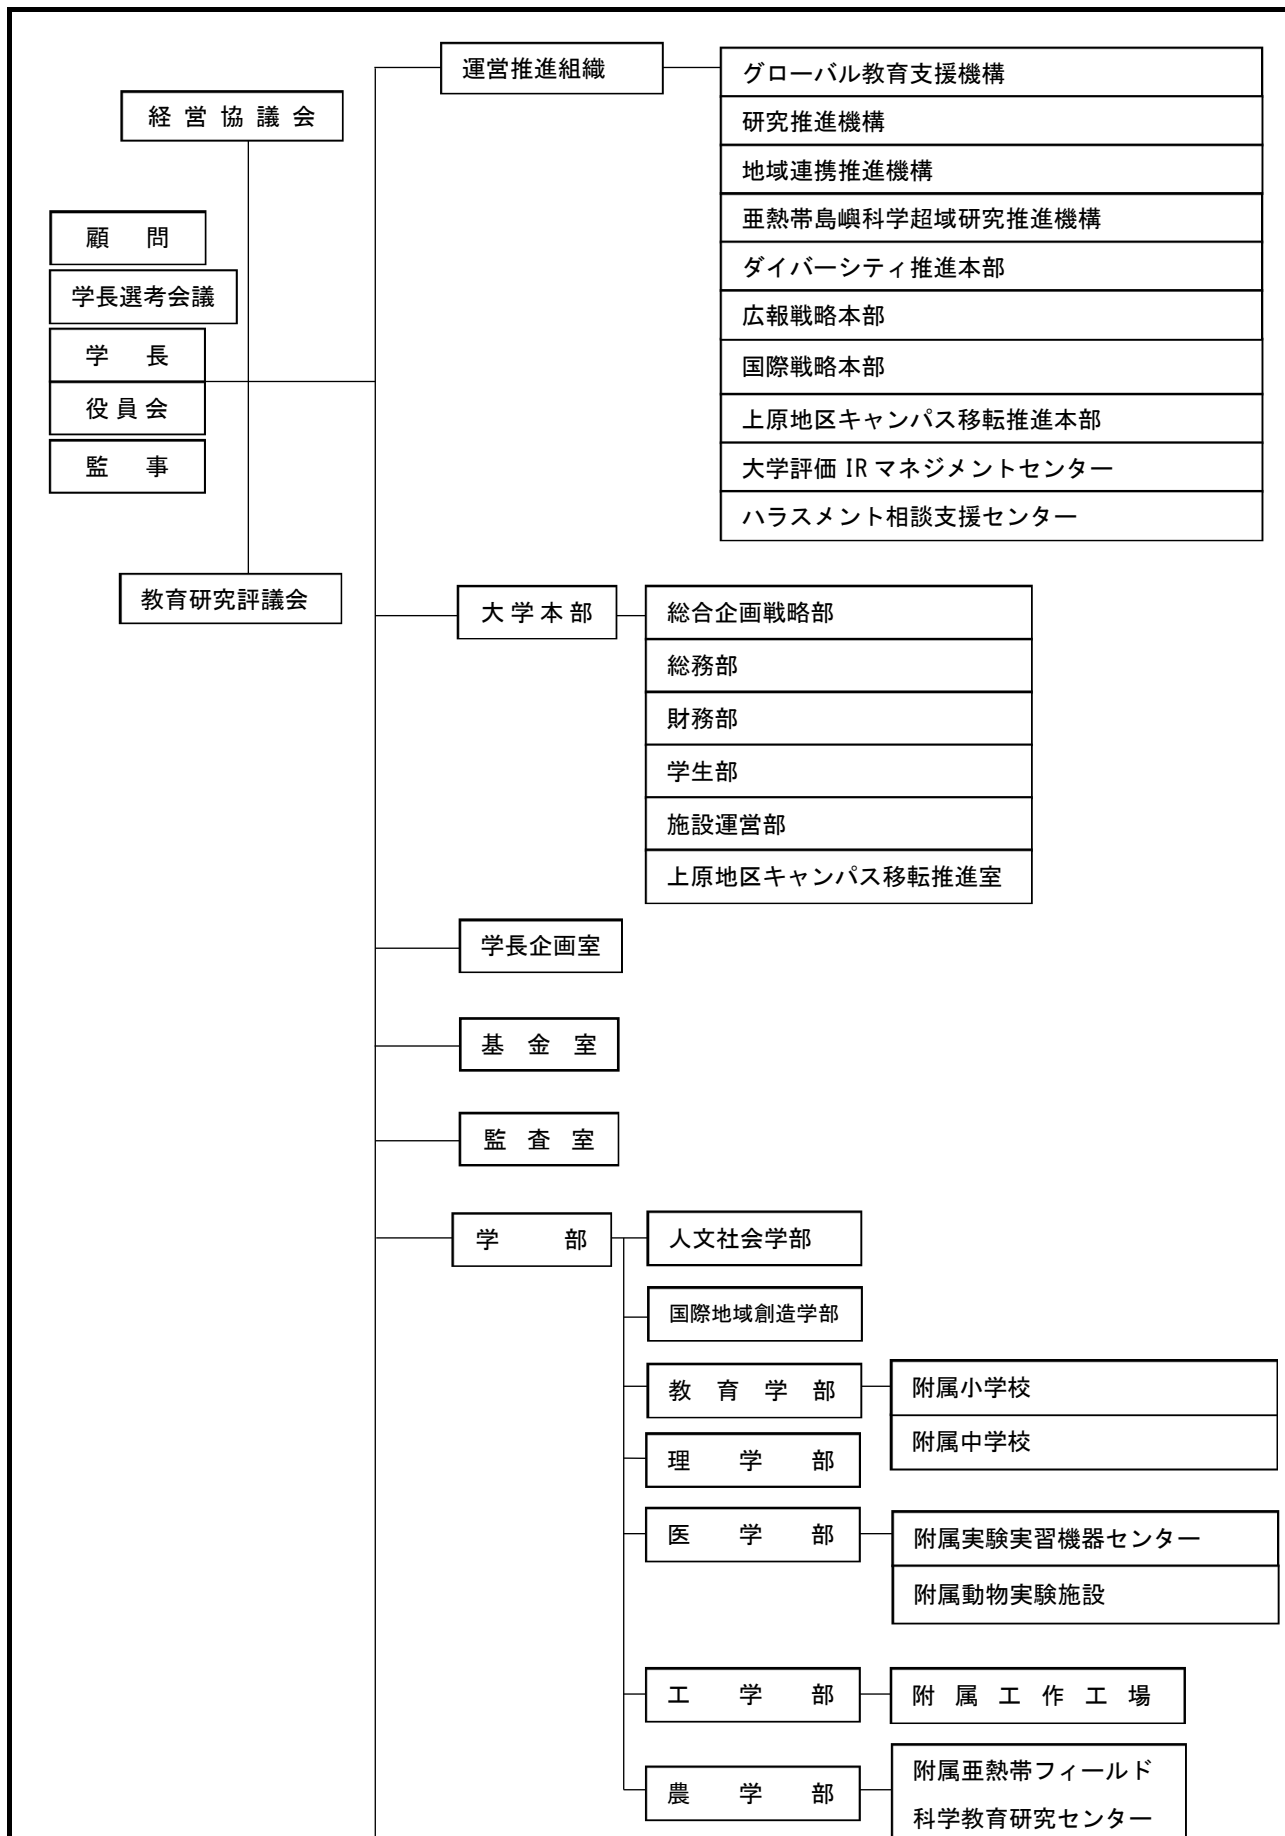 経営協議会
顧問
学長選考会議
学長
役員会
監事
教育研究評議会
運営推進組織
グローバル教育支援機構
研究推進機構
地域連携推進機構
亜熱帯島嶼科学超域研究推進機構
ダイバーシティ推進本部
広報戦略本部
国際戦略本部
上原地区キャンパス移転推進本部
大学評価 IR マネジメントセンター
ハラスメント相談支援センター
大学本部
総合企画戦略部
総務部
財務部
学生部
施設運営部
上原地区キャンパス移転推進室
学長企画室
基金室
監査室
学部
人文社会学部
国際地域創造学部
教育学部
附属小学校
附属中学校
理学部
医学部
附属実験実習機器センター
附属動物実験施設
工学部
附属工作工場
農学部
附属亜熱帯フィールド
科学教育研究センター